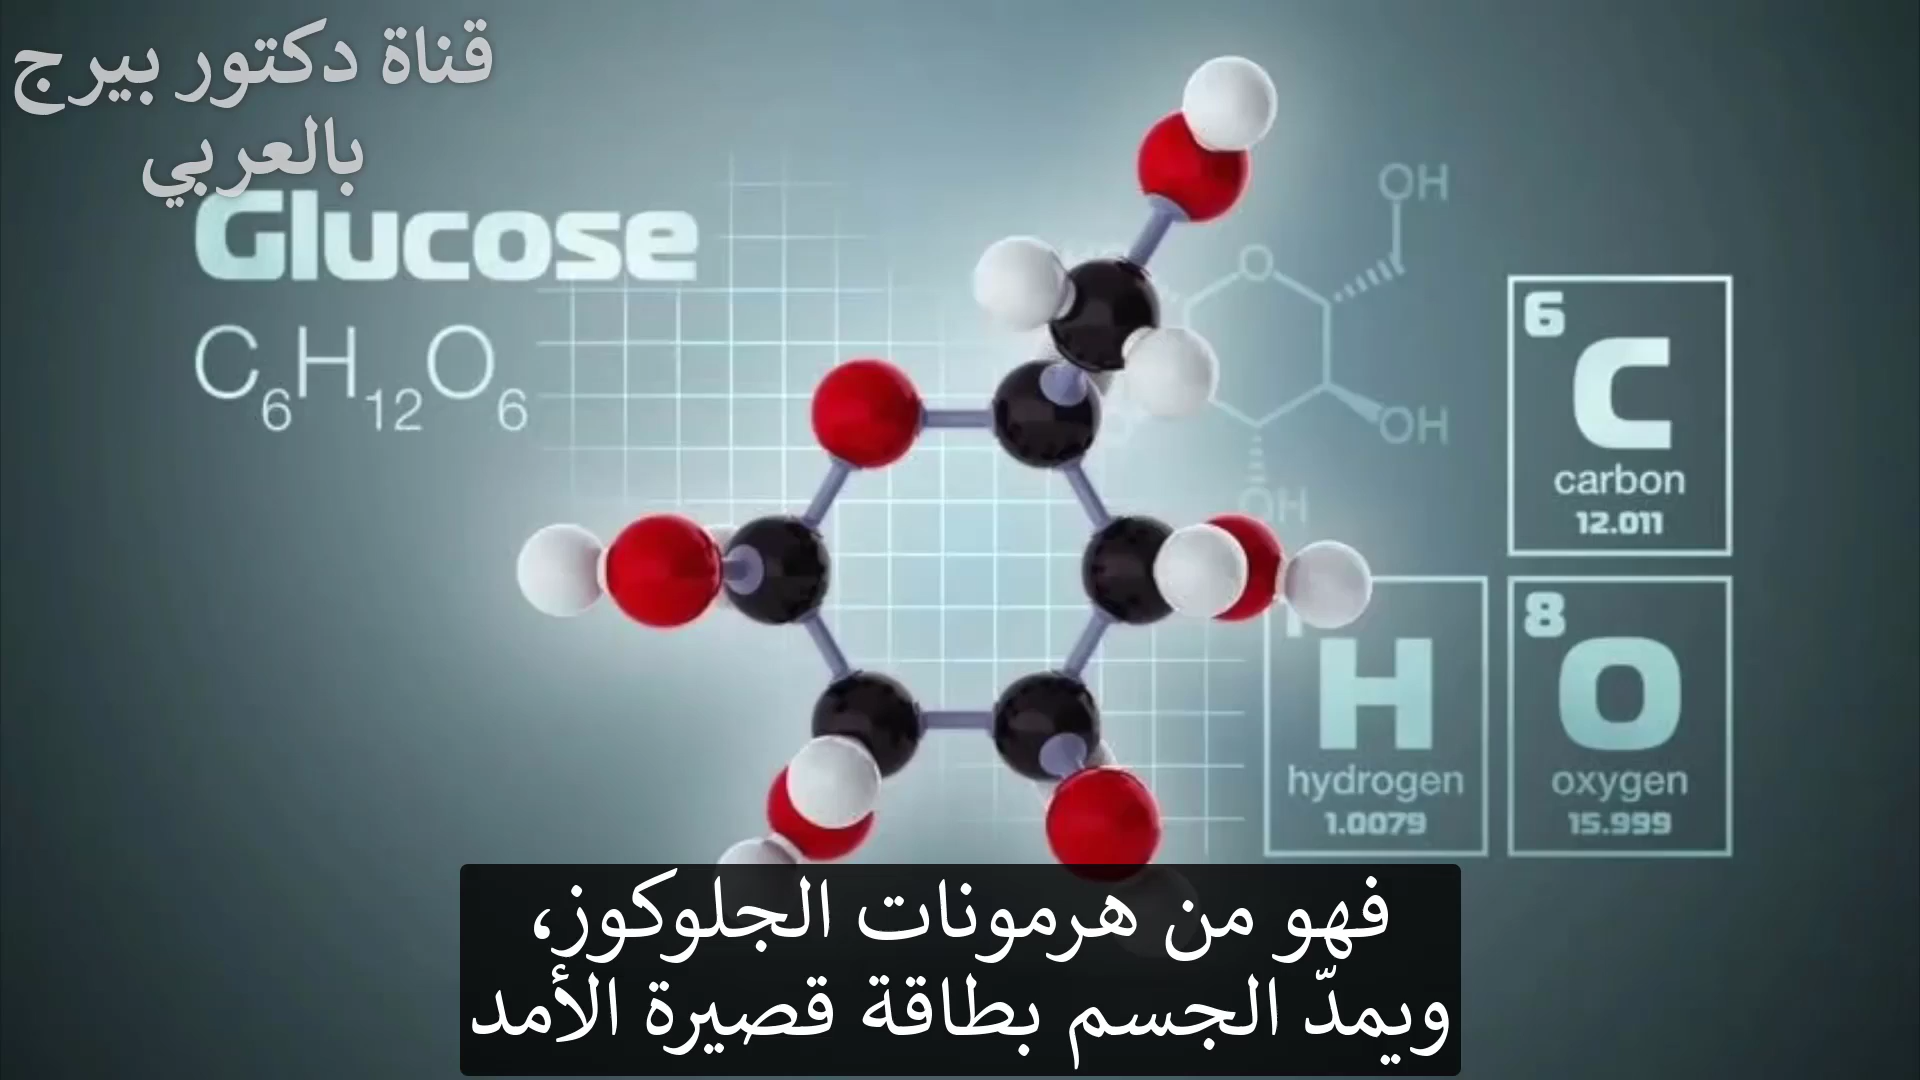 قناة دكتور بيرج
بالعربي
Glucose
C₆H₁₂O₆
OH
O
OH
OH
6
C
carbon
12.011
H
hydrogen
1.0079
8
O
oxygen
15.999
فهو من هرمونات الجلوكوز،
ويمدّ الجسم بطاقة قصيرة الأمد